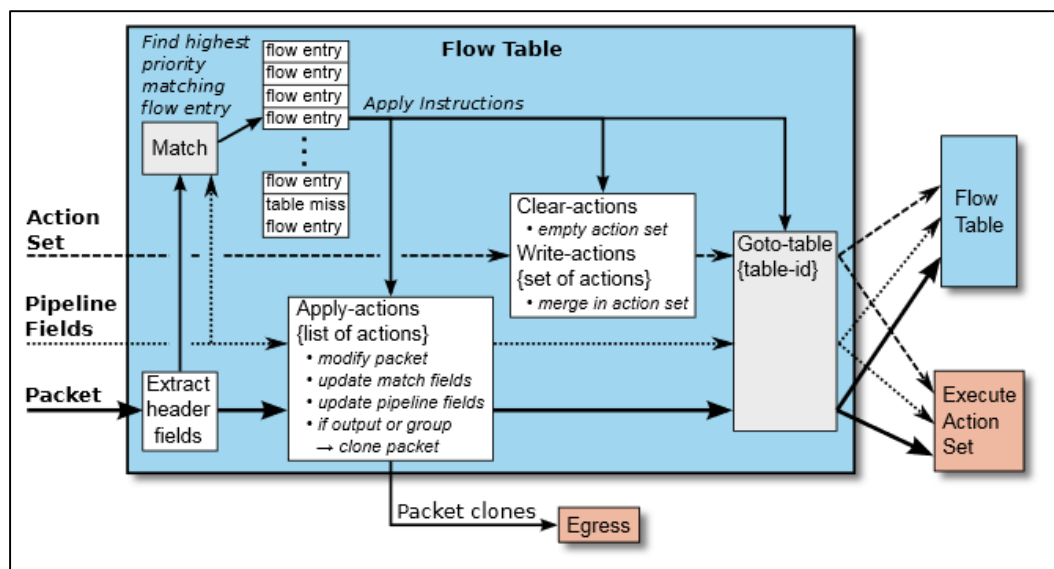 Find highest
priority
matching
flow entry
flow entry
flow entry
flow entry
flow entry
Flow Table
Apply Instructions
Match
flow entry
table miss
flow entry
Action
Set
Clear-actions
• empty action set
Write-actions
{set of actions}
• merge in action set
Goto-table
{table-id}
Flow
Table
Pipeline
Fields
Apply-actions
{list of actions}
• modify packet
• update match fields
• update pipeline fields
• if output or group
→ clone packet
Packet
Extract
header
fields
Execute
Action
Set
Packet clones
Egress